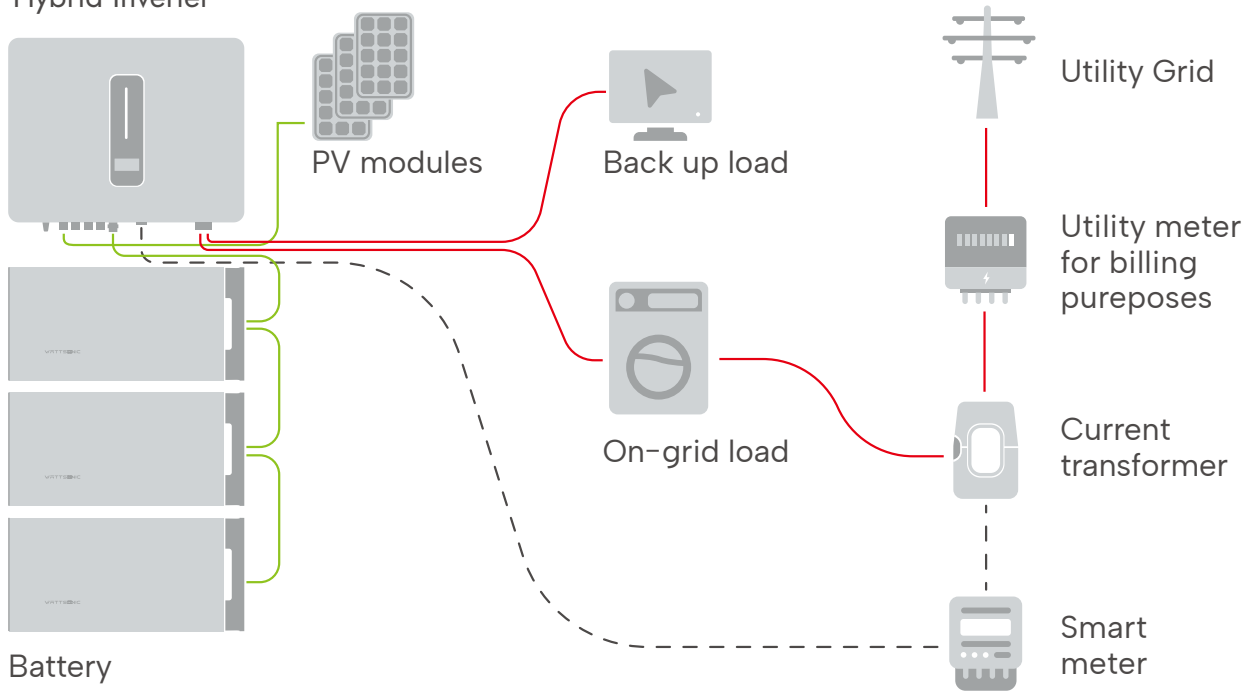 Hybrid Inverler
PV modules
Back up load
Utility Grid
Utility meter
for billing
pureposes
On-grid load
Current
transformer
Smart
meter
Battery